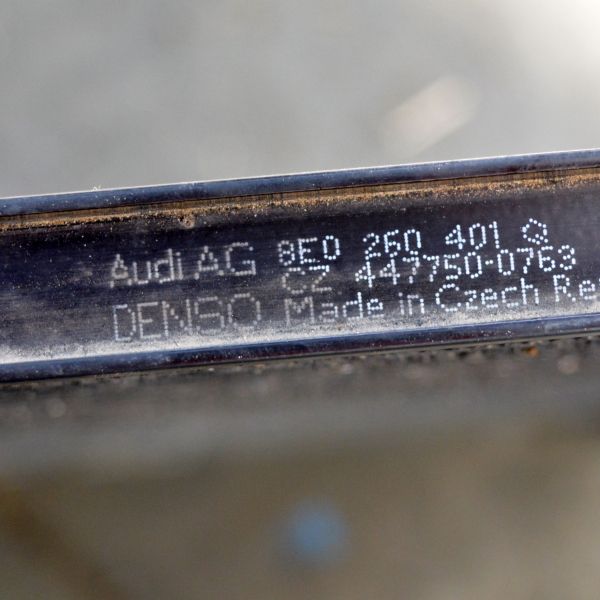 Audi AG 8E0 260 401 Q
CZ 447750-0763
DENSO Made in Czech Re